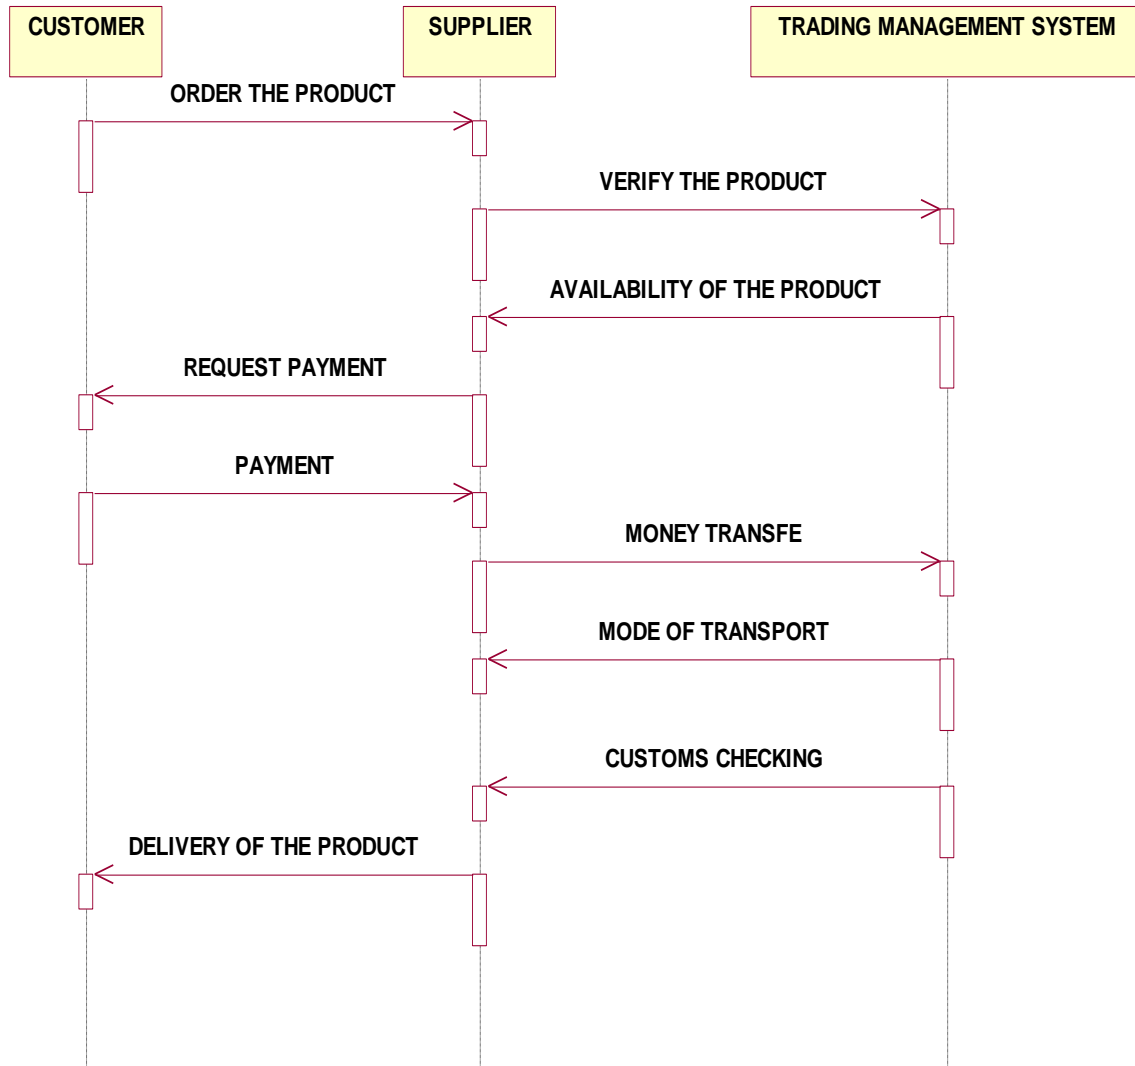 CUSTOMER
SUPPLIER
TRADING MANAGEMENT SYSTEM
ORDER THE PRODUCT
VERIFY THE PRODUCT
AVAILABILITY OF THE PRODUCT
REQUEST PAYMENT
PAYMENT
MONEY TRANSFE
MODE OF TRANSPORT
CUSTOMS CHECKING
DELIVERY OF THE PRODUCT